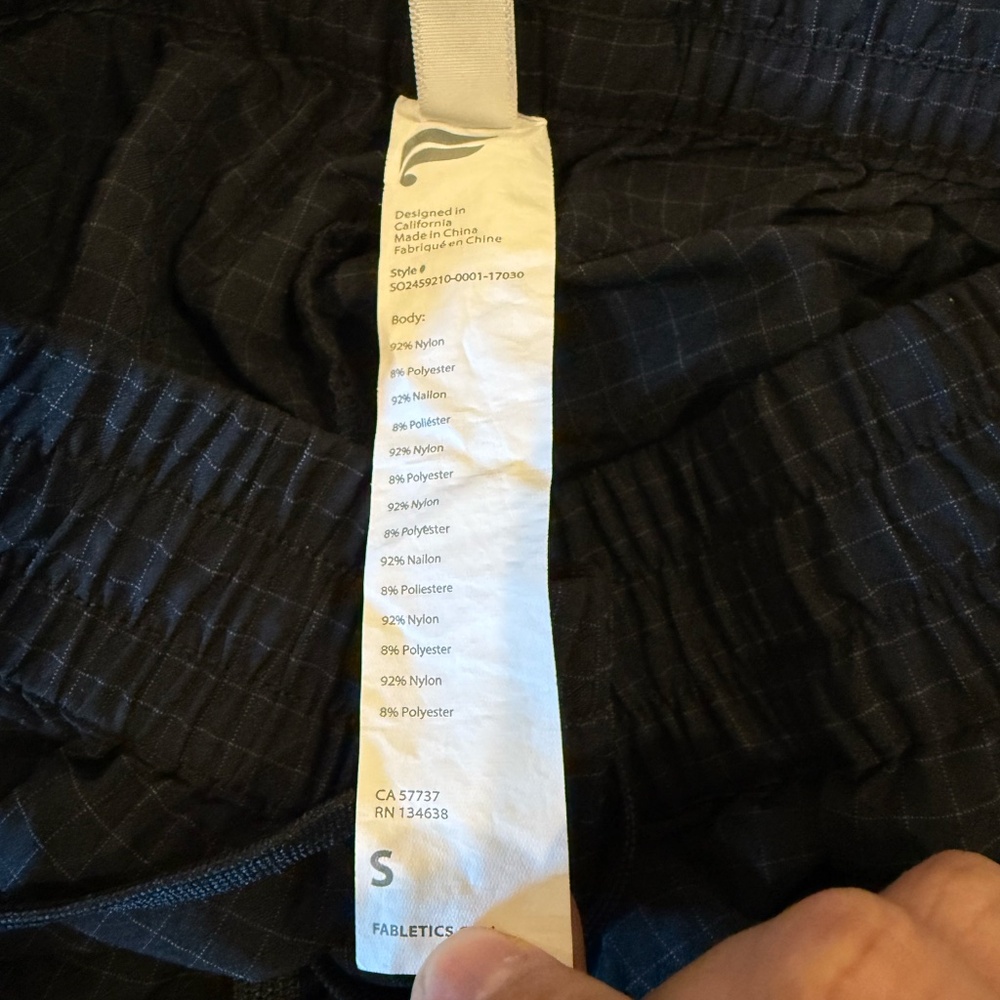 Designed in
California
Made in China
Fabriqué en Chine
Style #
SO2459210-0001-17030
Body:
92% Nylon
8% Polyester
92% Nailon
8% Poliéster
92% Nylon
8% Polyester
92% Nylon
8% Polyester
92% Nailon
8% Poliestere
92% Nylon
8% Polyester
92% Nylon
8% Polyester
CA 57737
RN 134638
S
FABLETICS